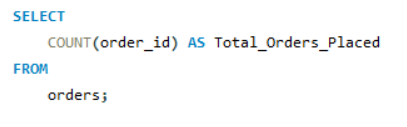 SELECT
    COUNT(order_id) AS Total_Orders_Placed
FROM
    orders;